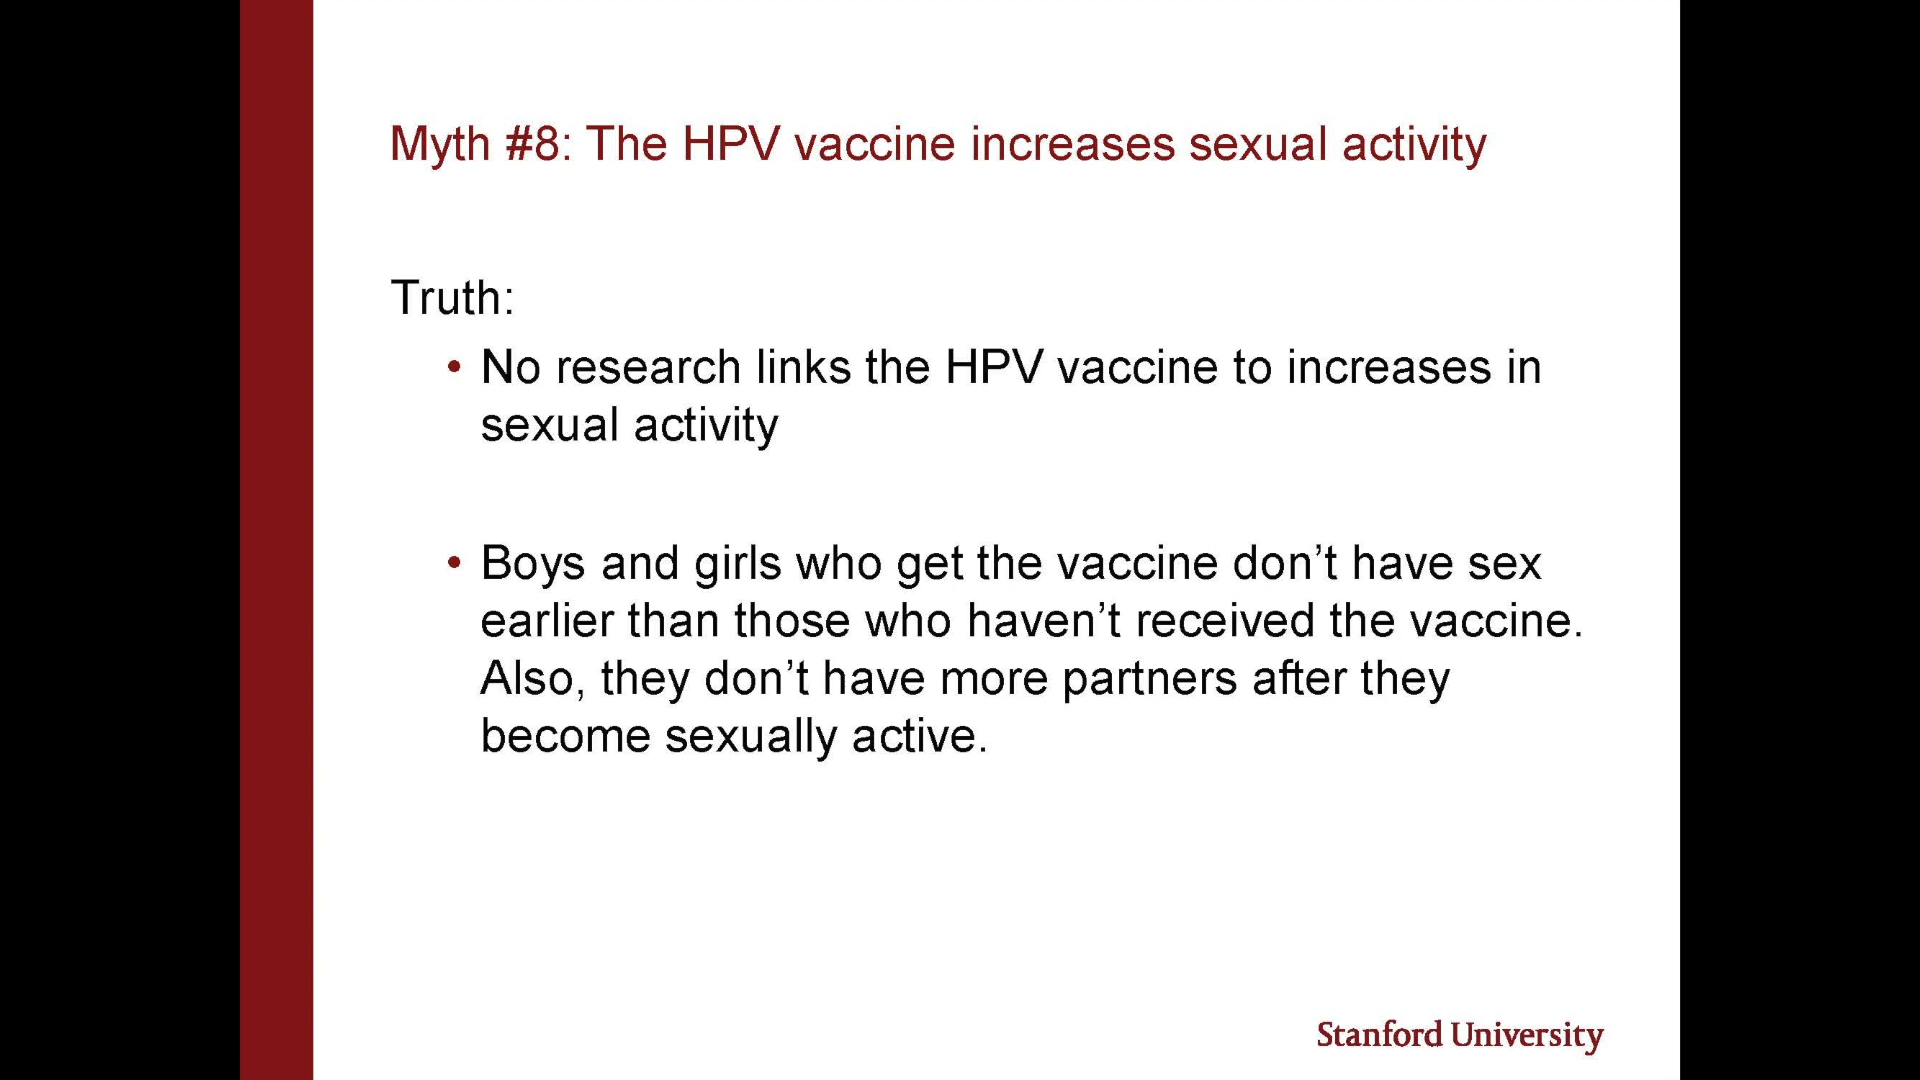 Myth #8: The HPV vaccine increases sexual activity
Truth:
• No research links the HPV vaccine to increases in
sexual activity
• Boys and girls who get the vaccine don’t have sex
earlier than those who haven’t received the vaccine.
Also, they don’t have more partners after they
become sexually active.
Stanford University